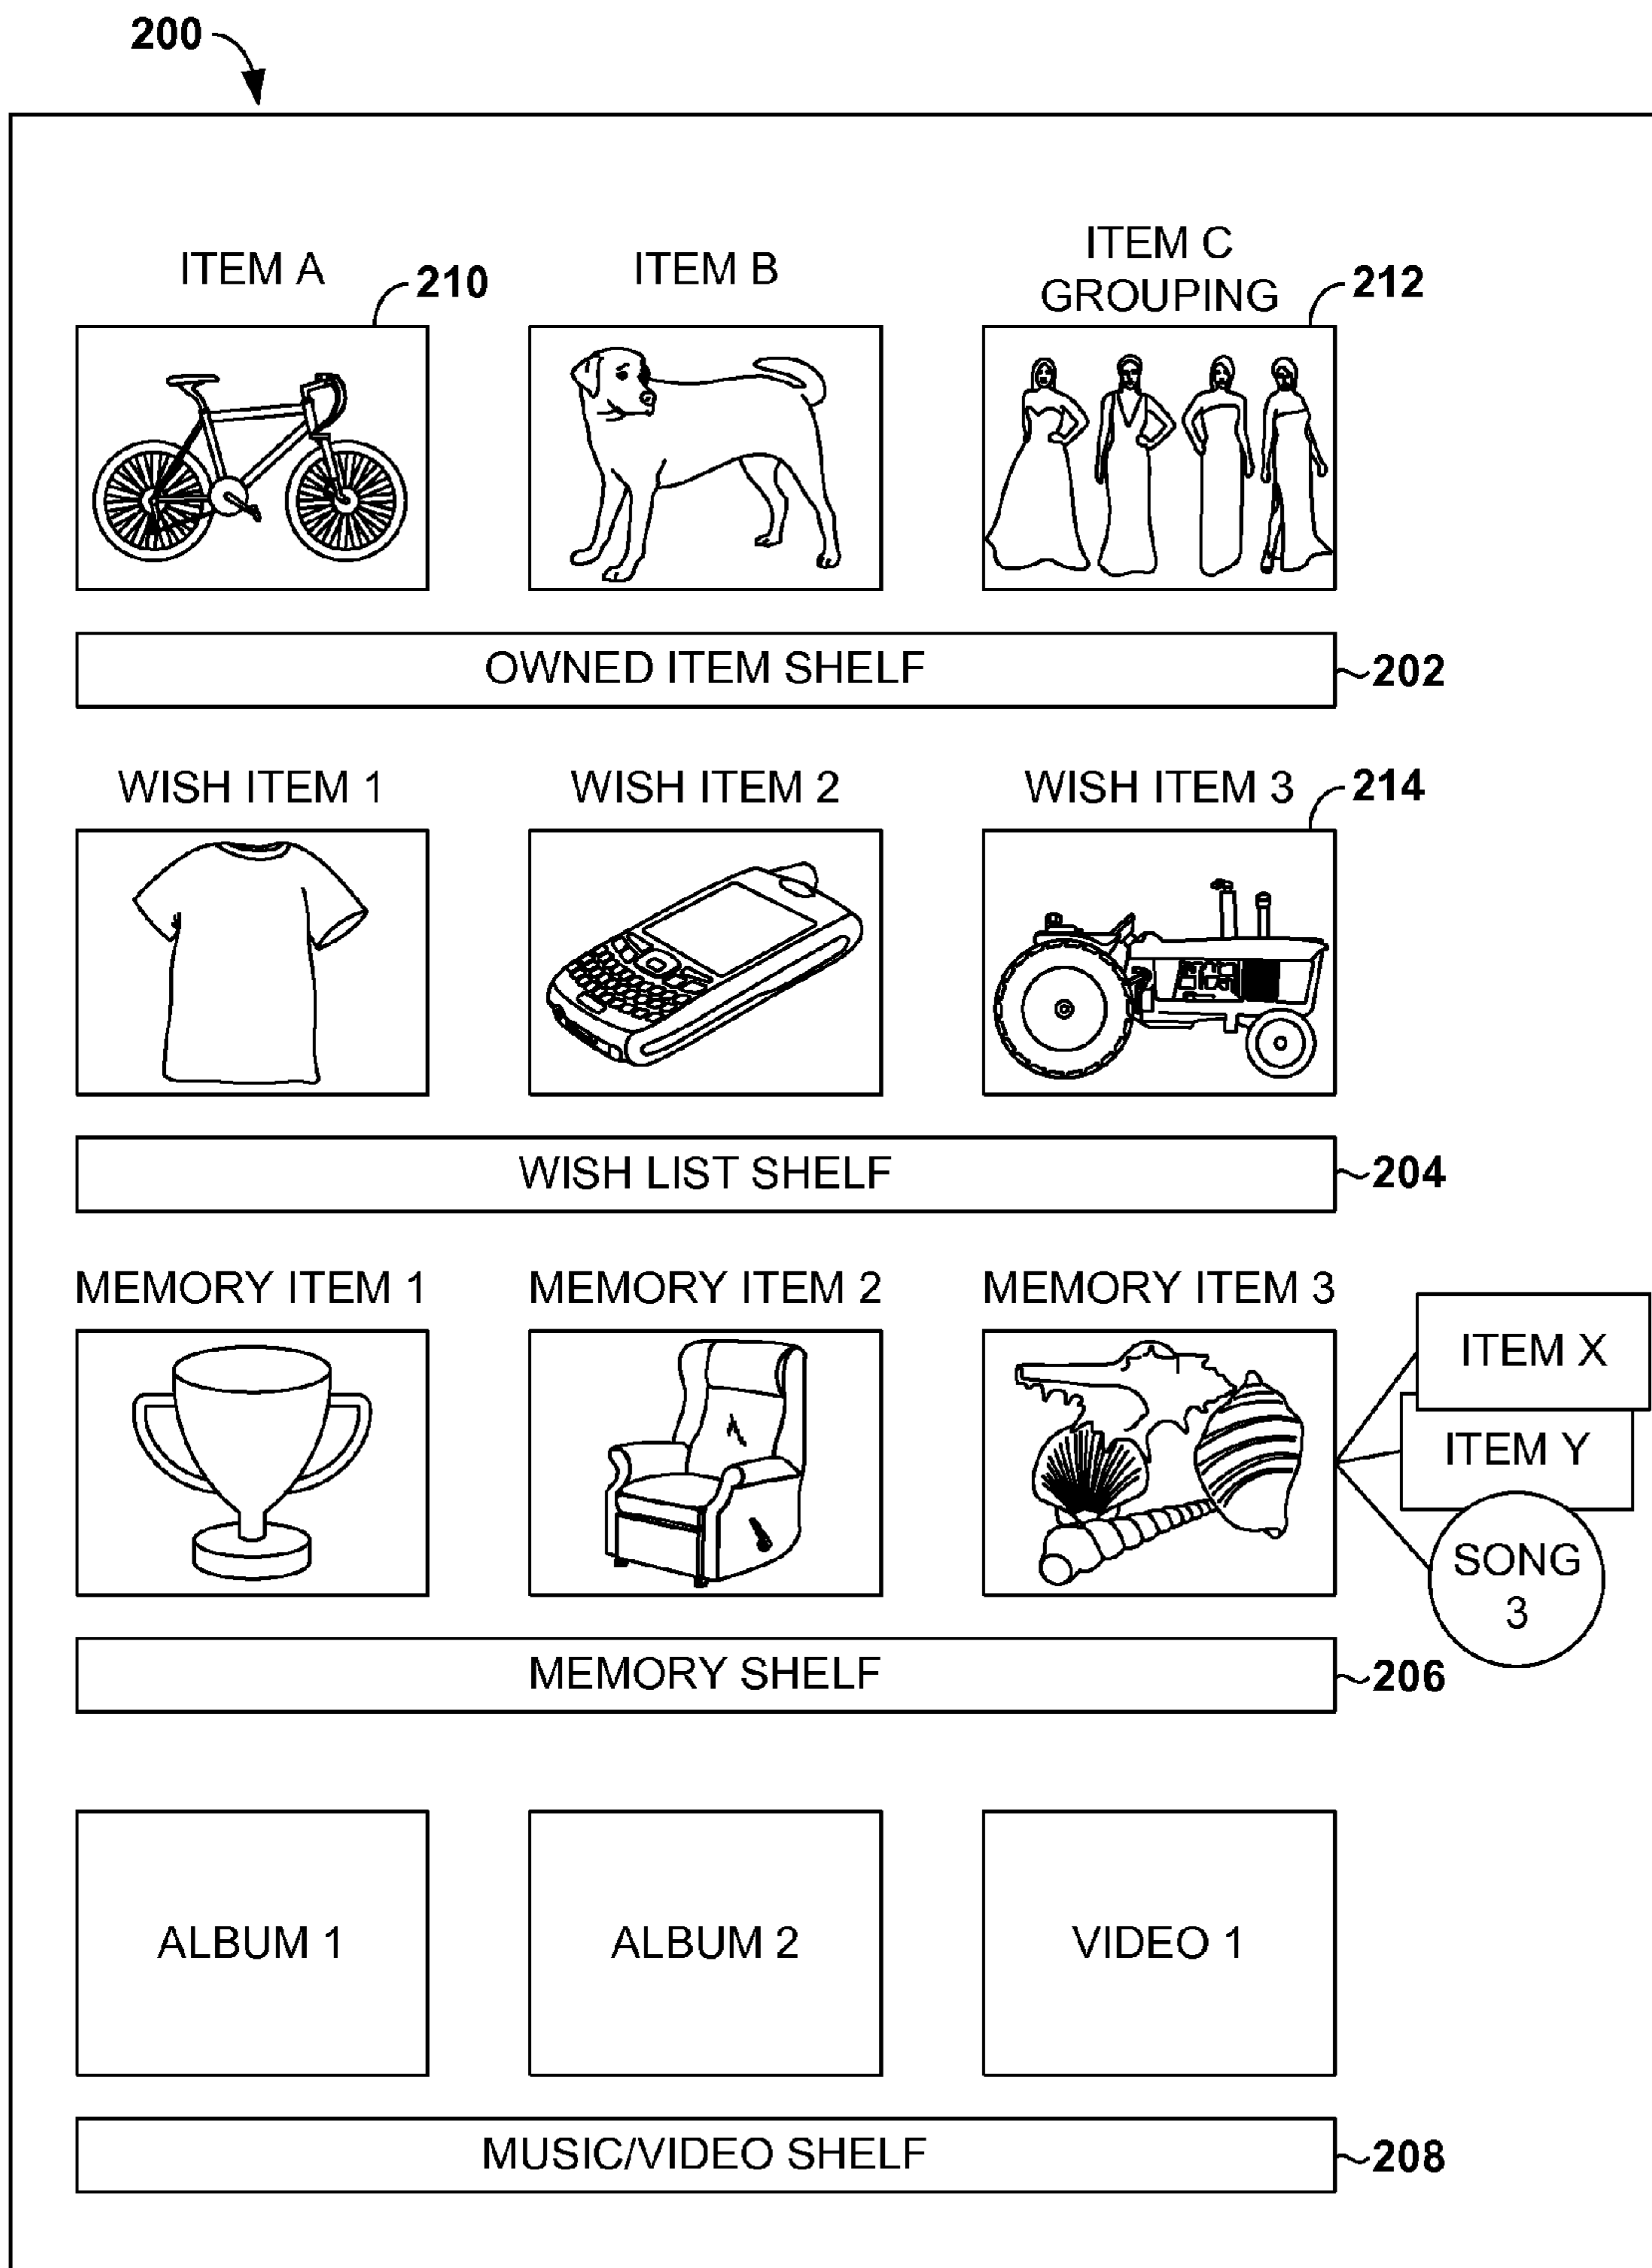 200
ITEM A
210
ITEM B
ITEM C
GROUPING
212
OWNED ITEM SHELF
202
WISH ITEM 1
WISH ITEM 2
WISH ITEM 3
214
WISH LIST SHELF
204
MEMORY ITEM 1
MEMORY ITEM 2
MEMORY ITEM 3
ITEM X
ITEM Y
SONG
3
MEMORY SHELF
206
ALBUM 1
ALBUM 2
VIDEO 1
MUSIC/VIDEO SHELF
208